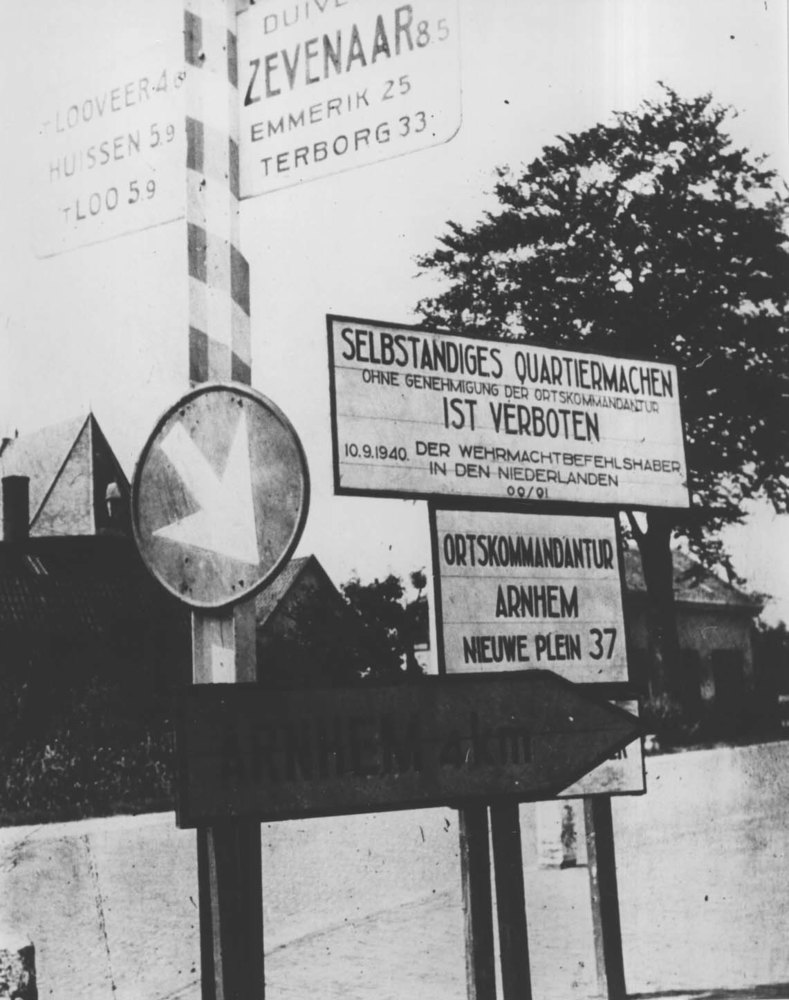 ZEVENAAR 8.5
EMMERIK 25
TERBORG 33.
LOOVEER 4.8
HUISSEN 5.9
'T LOO 5.9
SELBSTANDIGES QUARTIERMACHEN
OHNE GENEHMIGUNG DER ORTSKOMMANDANTUR
IST VERBOTEN
10.9.1940. DER WEHRMACHTBEFEHLSHABER
IN DEN NIEDERLANDEN
ORTSKOMMANDANTUR
ARNHEM
NIEUWE PLEIN 37
ARNHEM 4 km